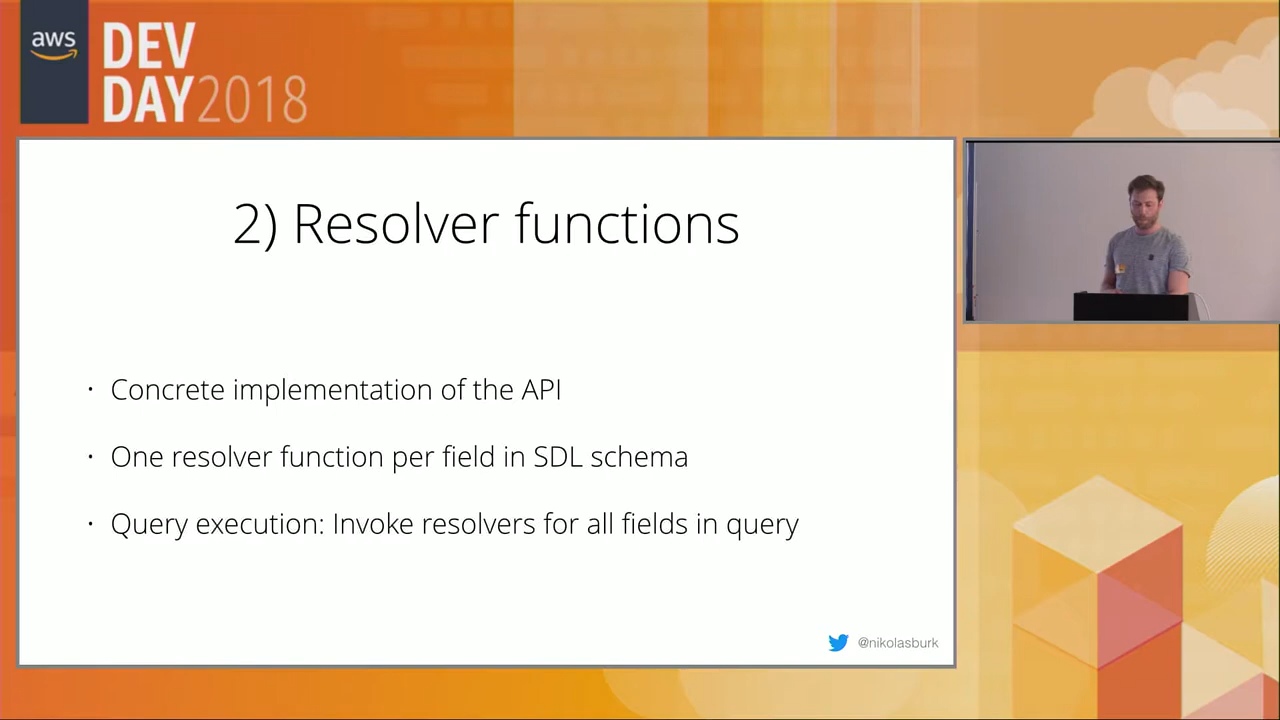 aws
DEV
DAY2018
2) Resolver functions
· Concrete implementation of the API
· One resolver function per field in SDL schema
· Query execution: Invoke resolvers for all fields in query
@nikolasburk